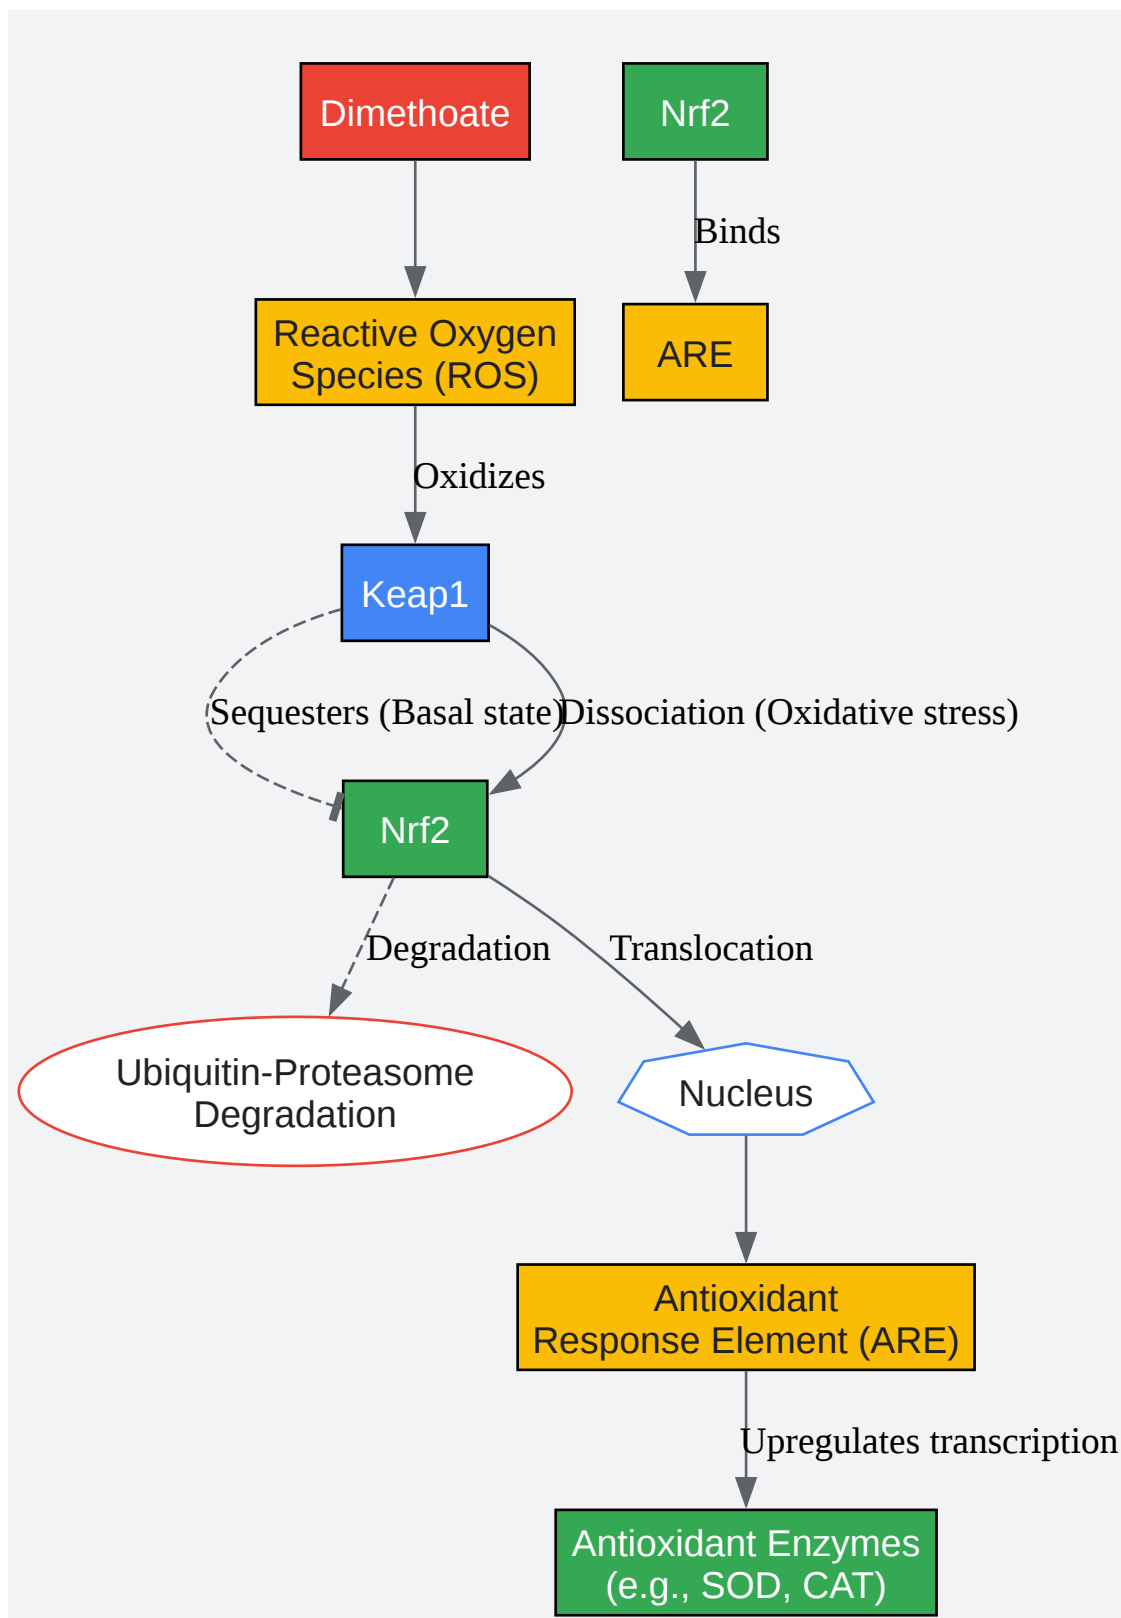 Dimethoate
Nrf2
Binds
Reactive Oxygen
Species (ROS)
ARE
Oxidizes
Keap1
Sequesters (Basal state)
Dissociation (Oxidative stress)
Nrf2
Degradation
Translocation
Ubiquitin-Proteasome
Degradation
Nucleus
Antioxidant
Response Element (ARE)
Upregulates transcription
Antioxidant Enzymes
(e.g., SOD, CAT)